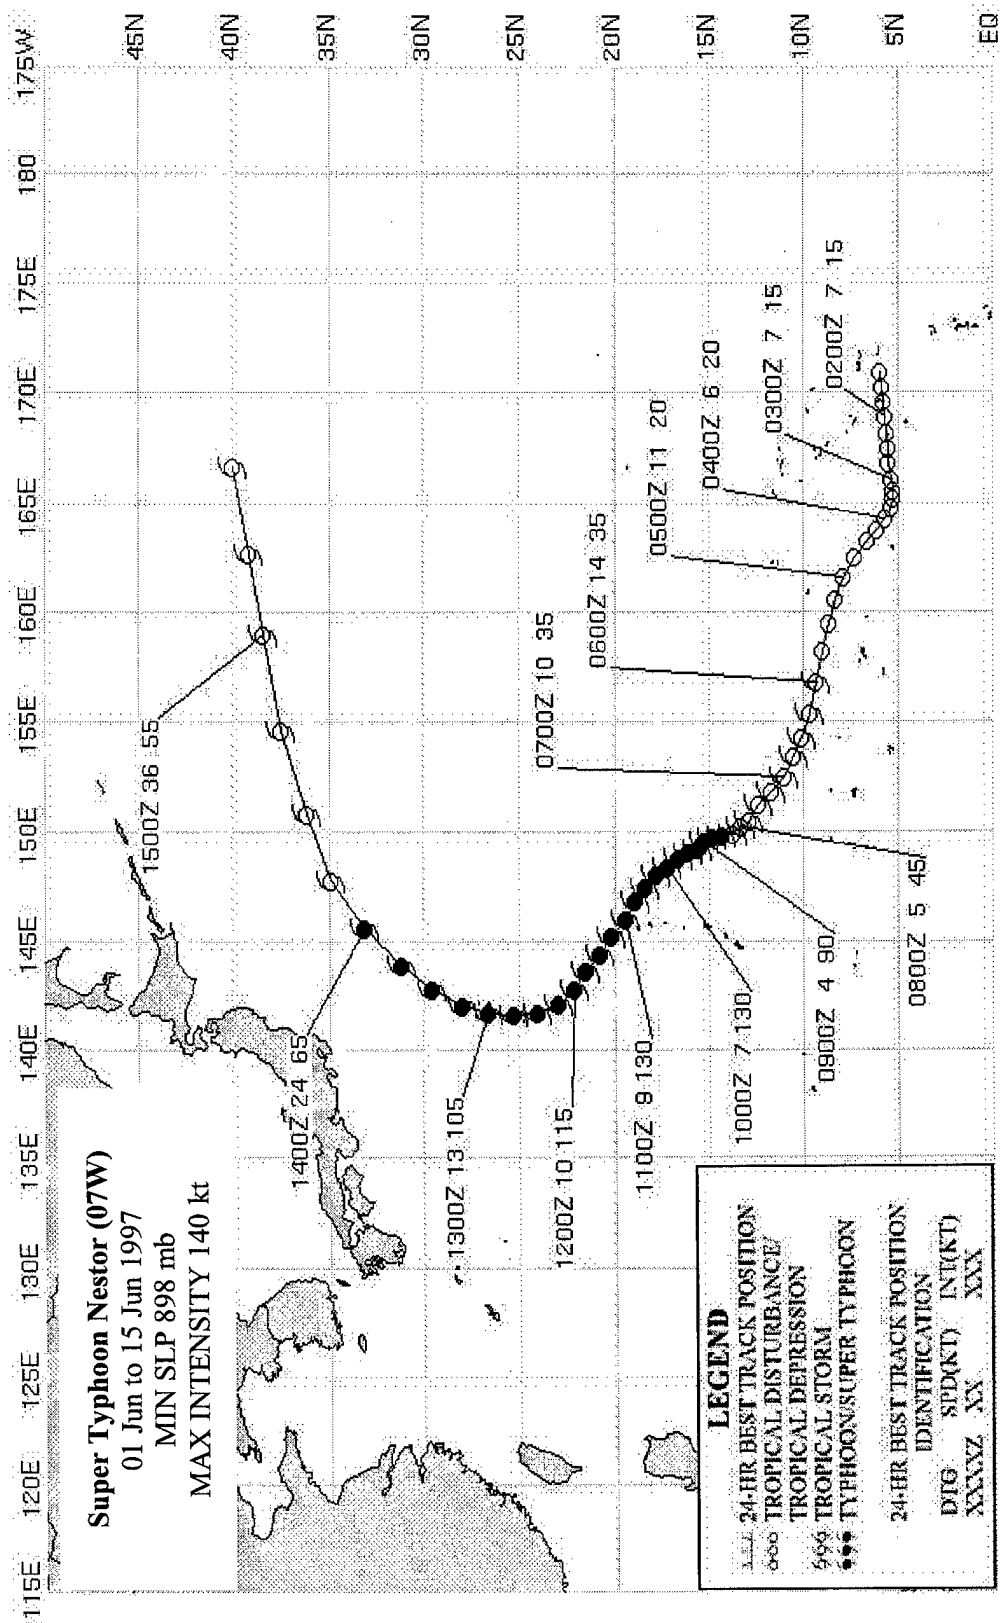 Super Typhoon Nestor (07W)
01 Jun to 15 Jun 1997
MIN SLP 898 mb
MAX INTENSITY 140 kt
115E 120E 125E 130E 135E 140E 145E 150E 155E 160E 165E 170E 175E 180 175W
45N
40N
35N
30N
25N
20N
15N
10N
5N
EQ
1500Z 36 55
1400Z 24 65
1300Z 13 105
1200Z 10 115
1100Z 9 130
1000Z 7 130
0900Z 4 90
0800Z 5 45
0700Z 10 35
0600Z 14 35
0500Z 11 20
0400Z 6 20
0300Z 7 15
0200Z 7 15
LEGEND
24-HR BEST TRACK POSITION
TROPICAL DISTURBANCE/
TROPICAL DEPRESSION
TROPICAL STORM
TYPHOON/SUPER TYPHOON
24-HR BEST TRACK POSITION
IDENTIFICATION
DTG SPD(KT) INT(KT)
XXXXZ XX XXX